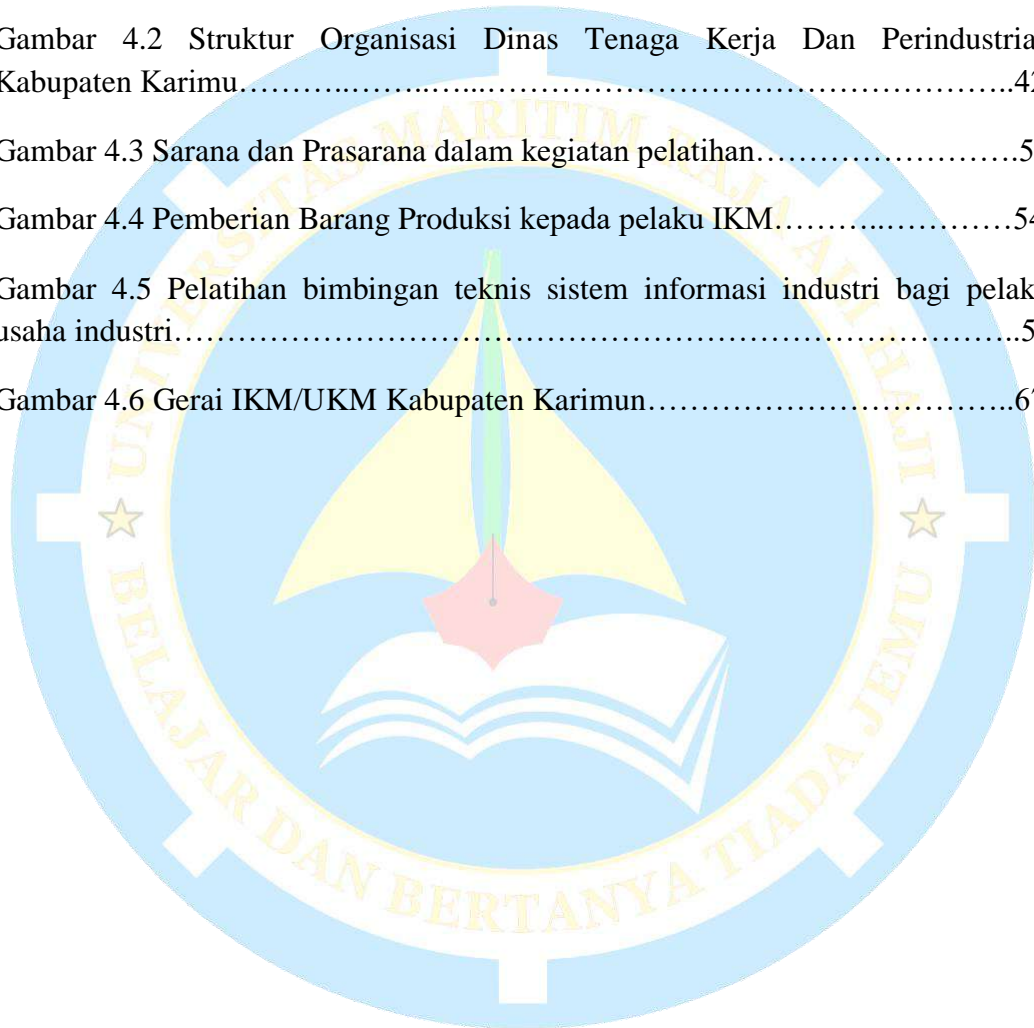 Gambar 4.2 Struktur Organisasi Dinas Tenaga Kerja Dan Perindustria
Kabupaten Karimu………..……...…...………………………………………………..42
Gambar 4.3 Sarana dan Prasarana dalam kegiatan pelatihan…………………….5
Gambar 4.4 Pemberian Barang Produksi kepada pelaku IKM………..…………54
Gambar 4.5 Pelatihan bimbingan teknis sistem informasi industri bagi pelak
usaha industri………………………………………………………………………..5
Gambar 4.6 Gerai IKM/UKM Kabupaten Karimun……………………………..67
UNIVERSITAS MARITIM RAJA ALI HAJI
BELAJAR DAN BERTANYA TIADA JEMU